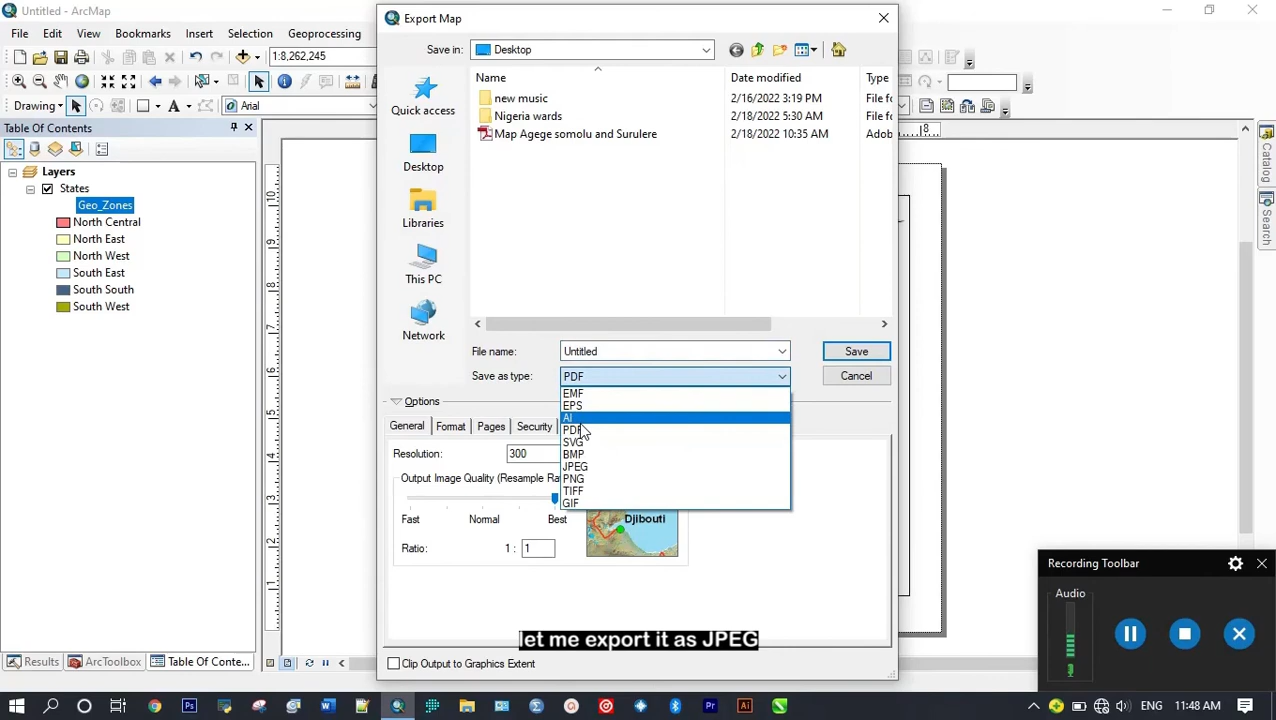 Untitled - ArcMap
File Edit View Bookmarks Insert Selection Geoprocessing
1:8,262,245
Drawing
Arial
Table Of Contents
Layers
States
Geo_Zones
North Central
North East
North West
South East
South South
South West
Results ArcToolbox Table Of Conte...
Export Map
Save in: Desktop
Quick access
Desktop
Libraries
This PC
Network
Name Date modified Type
new music 2/16/2022 3:19 PM File fo
Nigeria wards 2/18/2022 5:30 AM File fo
Map Agege somolu and Surulere 2/18/2022 10:35 AM Adob
File name: Untitled Save
Save as type: PDF Cancel
EMF
EPS
AI
PDF
SVG
BMP
JPEG
PNG
TIFF
GIF
Options
General Format Pages Security
Resolution: 300
Output Image Quality (Resample Ra
Fast Normal Best
Ratio: 1 : 1
Djibouti
let me export it as JPEG
Clip Output to Graphics Extent
Catalog
Search
Recording Toolbar
Audio
ENG 11:48 AM